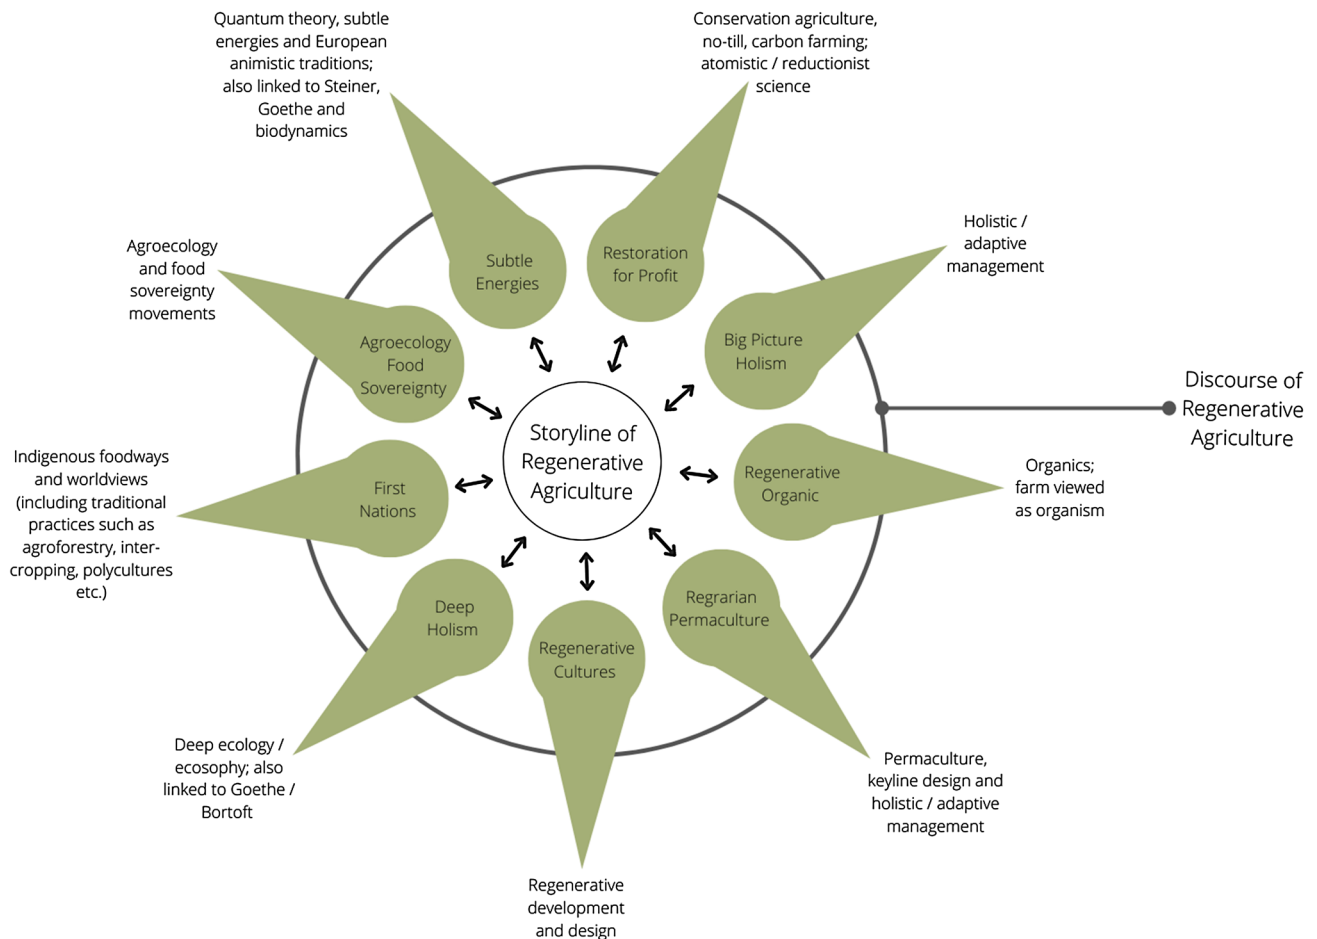 Quantum theory, subtle
energies and European
animistic traditions;
also linked to Steiner,
Goethe and
biodynamics
Conservation agriculture,
no-till, carbon farming;
atomistic / reductionist
science
Holistic /
adaptive
management
Agroecology
and food
sovereignty
movements
Subtle
Energies
Restoration
for Profit
Big Picture
Holism
Agroecology
Food
Sovereignty
Discourse of
Regenerative
Agriculture
Storyline of
Regenerative
Agriculture
Regenerative
Organic
Organics;
farm viewed
as organism
Indigenous foodways
and worldviews
(including traditional
practices such as
agroforestry, inter-
cropping, polycultures
etc.)
First
Nations
Deep
Holism
Regenerative
Cultures
Regrarian
Permaculture
Deep ecology /
ecosophy; also
linked to Goethe /
Bortoft
Permaculture,
keyline design and
holistic / adaptive
management
Regenerative
development
and design